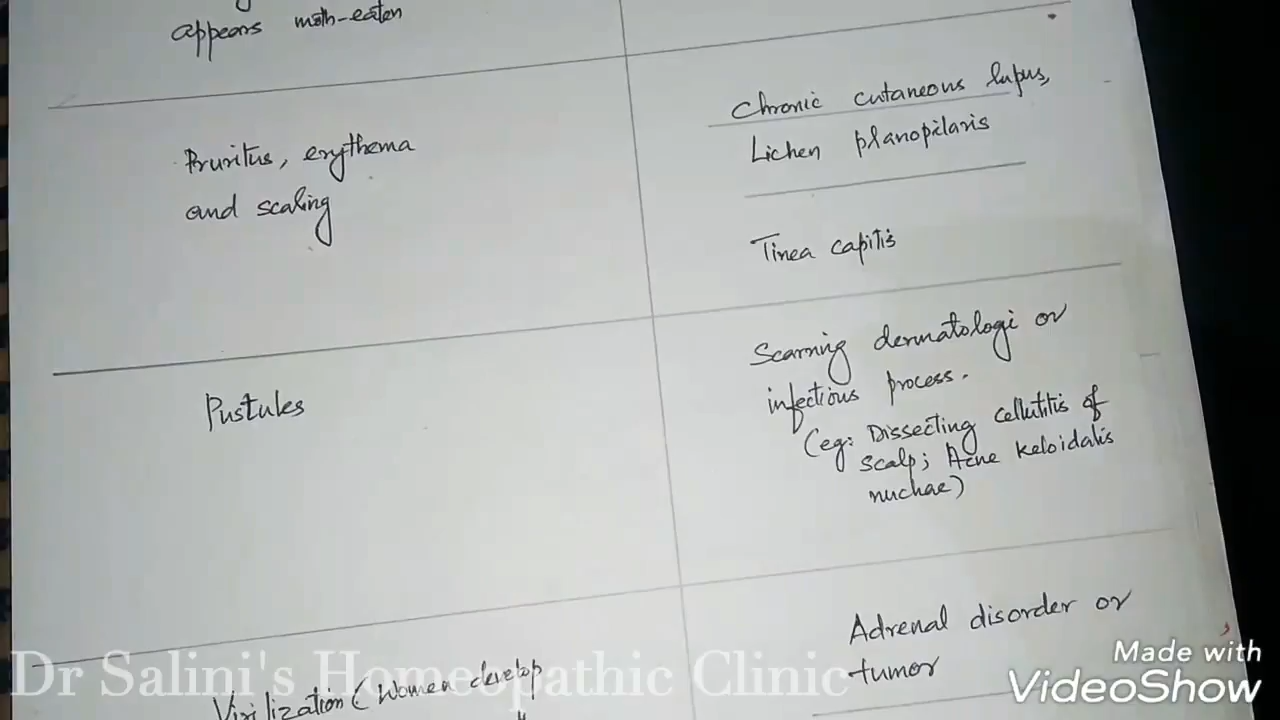 appears moth-eaten
Pruritus, erythema
and scaling
Chronic cutaneous lupus,
Lichen planopilaris
Tinea capitis
Pustules
Scarring dermatologi or
infectious process.
(eg: Dissecting cellutitis of
scalp; Acne keloidalis
nuchae)
Virilization (Women develop
Adrenal disorder or
tumor
Dr Salini's Homeopathic Clinic
Made with
VideoShow